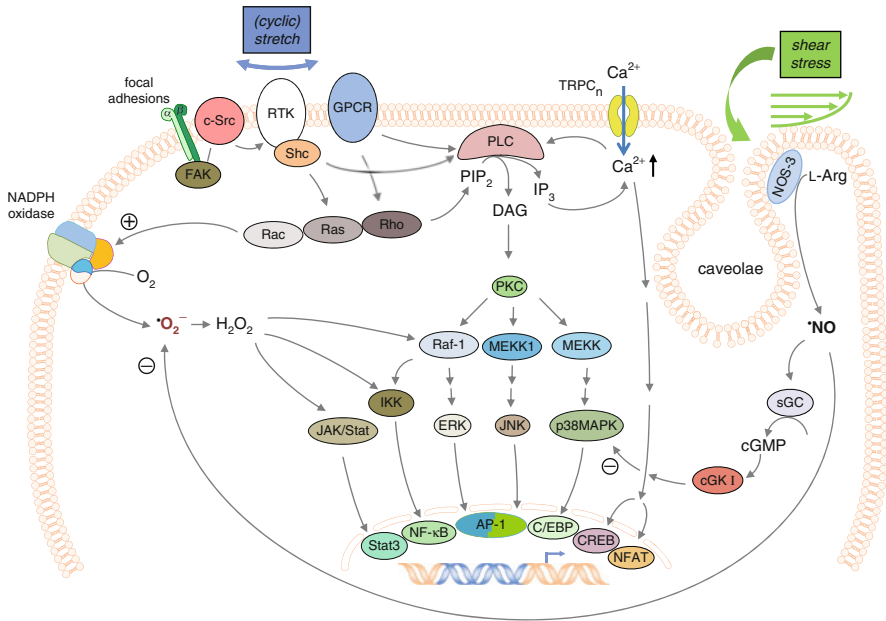 (cyclic)
stretch
shear
stress
focal
adhesions
α
β
c-Src
RTK
GPCR
Shc
FAK
TRPCn
Ca2+
Ca2+
PLC
PIP2
IP3
DAG
NOS-3
L-Arg
NADPH
oxidase
+
Rac
Ras
Rho
O2
caveolae
PKC
•O2−
H2O2
•NO
−
Raf-1
MEKK1
MEKK
IKK
sGC
JAK/Stat
ERK
JNK
p38MAPK
cGMP
−
cGK I
Stat3
NF-κB
AP-1
C/EBP
CREB
NFAT